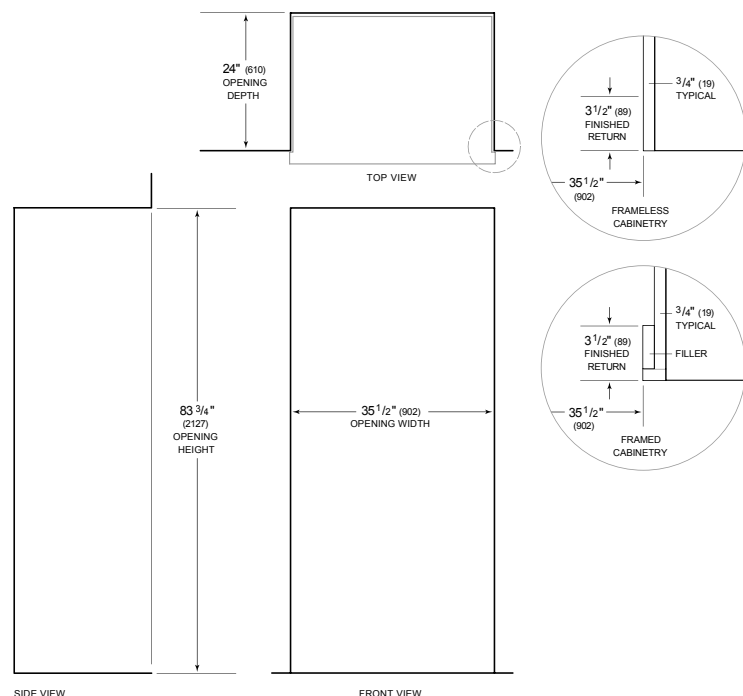 24" (610)
OPENING
DEPTH
TOP VIEW
3/4" (19)
TYPICAL
3 1/2" (89)
FINISHED
RETURN
35 1/2"
(902)
FRAMELESS
CABINETRY
3/4" (19)
TYPICAL
3 1/2" (89)
FINISHED
RETURN
FILLER
35 1/2"
(902)
FRAMED
CABINETRY
83 3/4"
(2127)
OPENING
HEIGHT
35 1/2" (902)
OPENING WIDTH
SIDE VIEW
FRONT VIEW